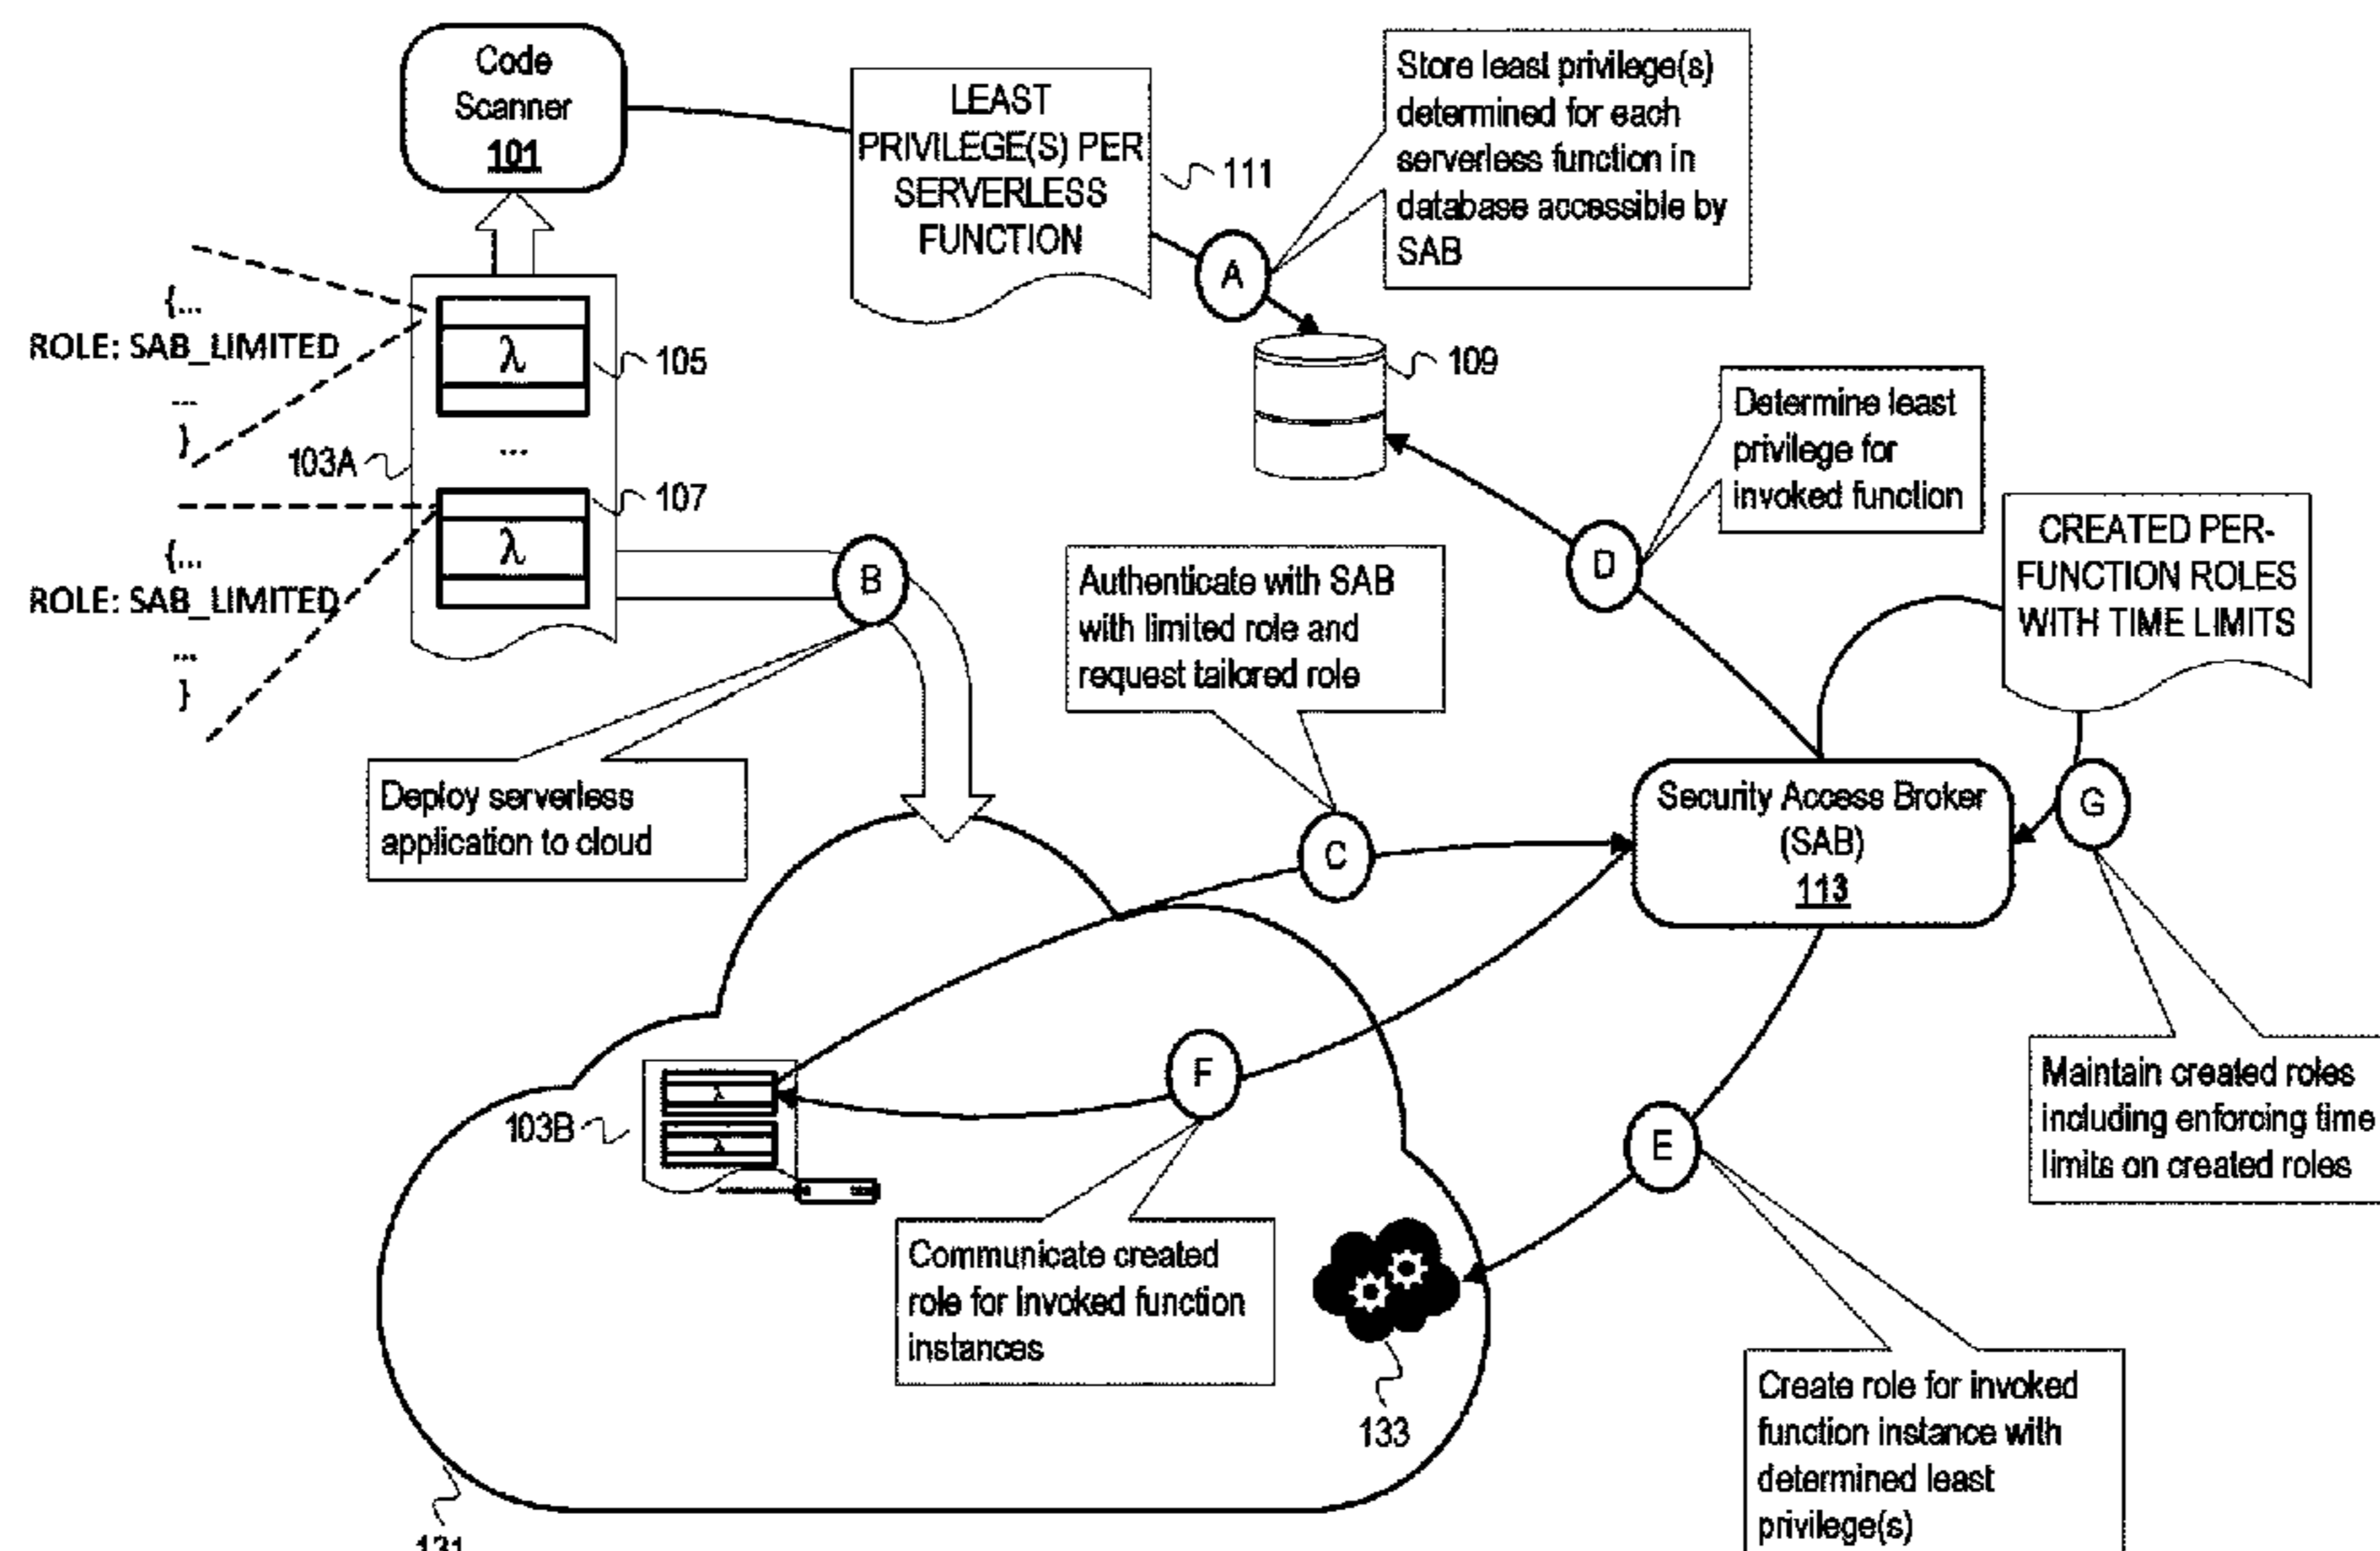 Code
Scanner
101
LEAST
PRIVILEGE(S) PER
SERVERLESS
FUNCTION
111
Store least privilege(s)
determined for each
serverless function in
database accessible by
SAB
A
{...
ROLE: SAB_LIMITED
...
}
λ
105
103A
...
109
Determine least
privilege for
invoked function
107
λ
{...
ROLE: SAB_LIMITED
...
}
B
D
Authenticate with SAB
with limited role and
request tailored role
CREATED PER-
FUNCTION ROLES
WITH TIME LIMITS
Deploy serverless
application to cloud
C
Security Access Broker
(SAB)
113
G
F
103B
λ
λ
E
Maintain created roles
including enforcing time
limits on created roles
Communicate created
role for invoked function
instances
133
Create role for invoked
function instance with
determined least
privilege(s)
131